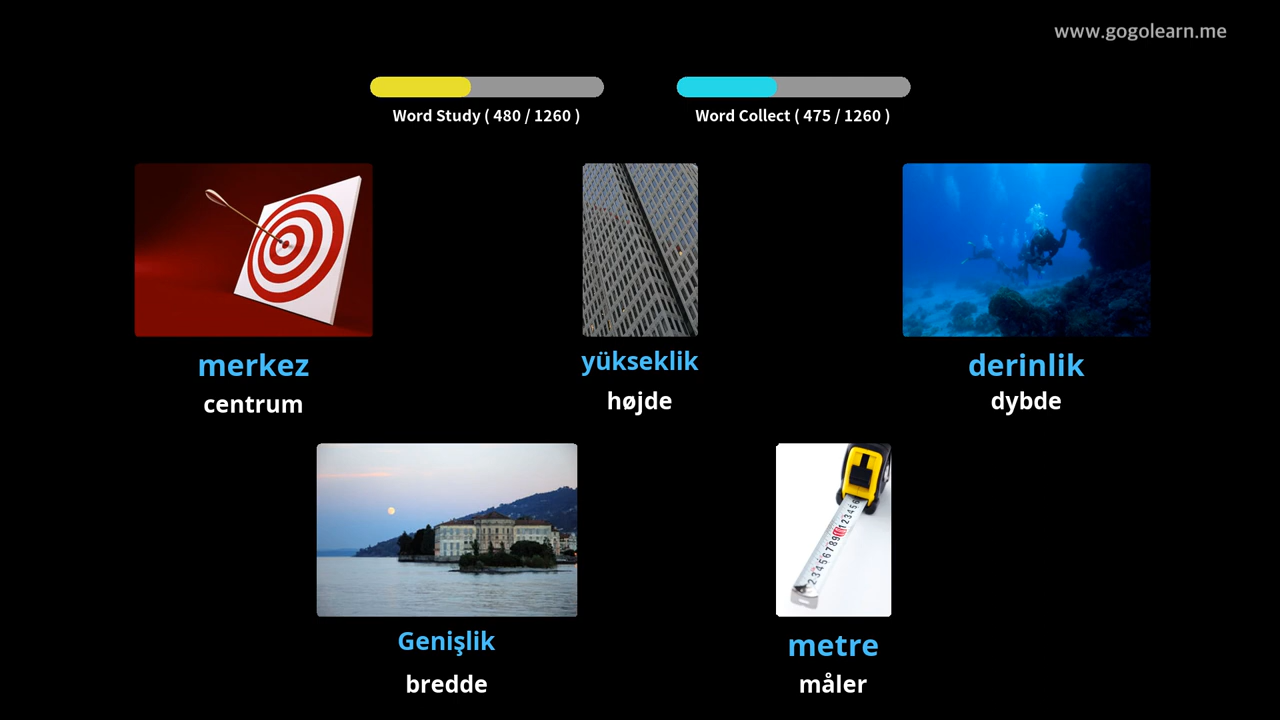 www.gogolearn.me
Word Study ( 480 / 1260 )
Word Collect ( 475 / 1260 )
merkez
centrum
yükseklik
højde
derinlik
dybde
Genişlik
bredde
metre
måler